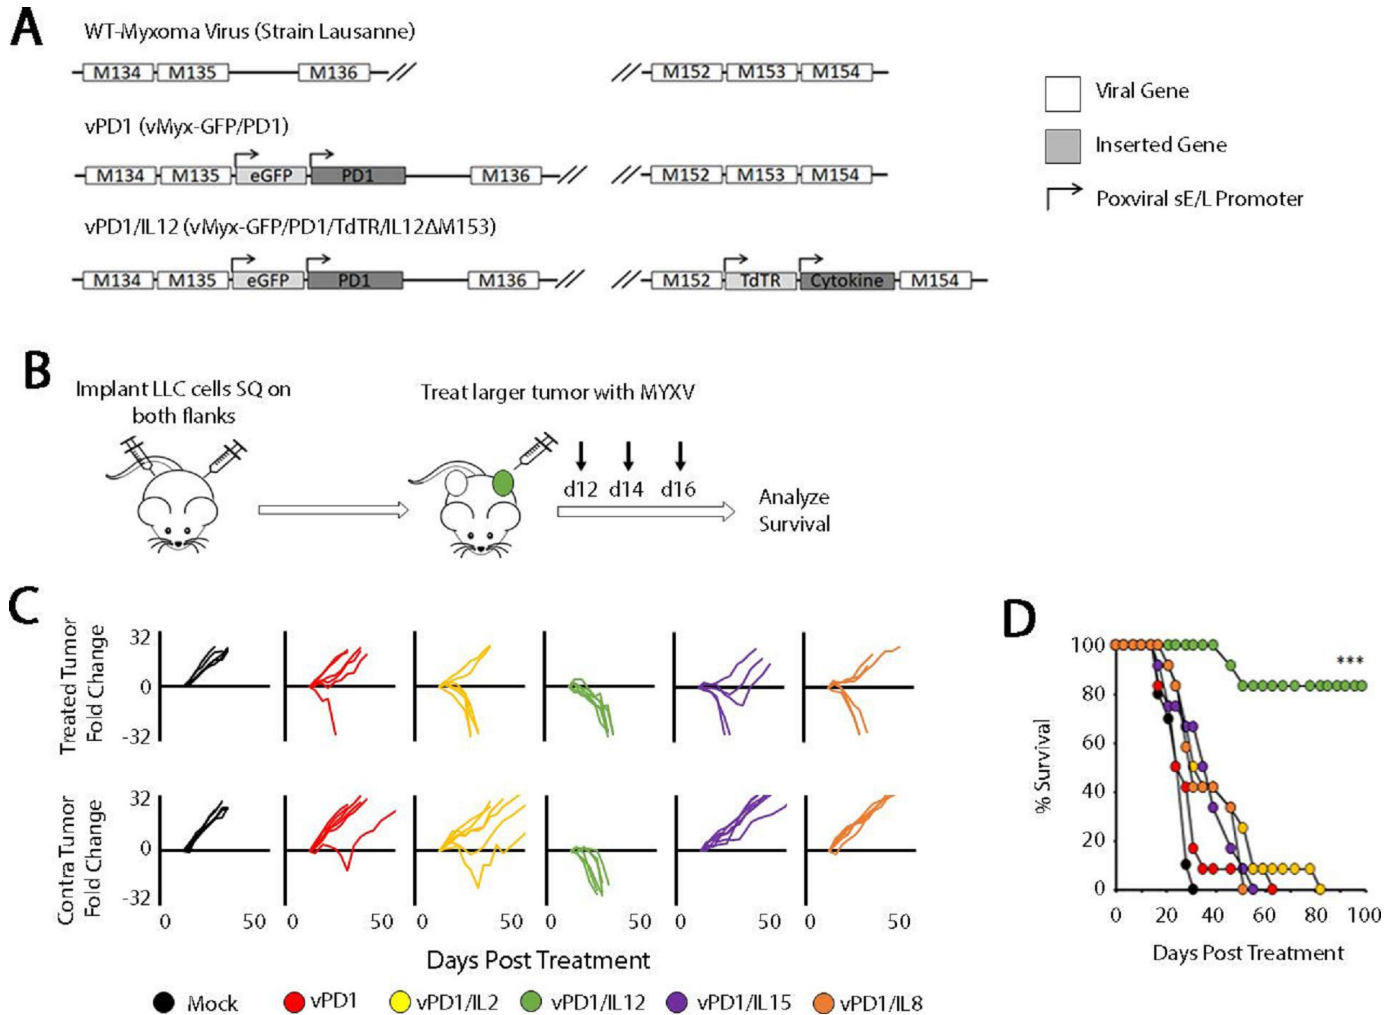 A
WT-Myxoma Virus (Strain Lausanne)
M134 M135 M136 M152 M153 M154
vPD1 (vMyx-GFP/PD1)
M134 M135 eGFP PD1 M136 M152 M153 M154
vPD1/IL12 (vMyx-GFP/PD1/TdTR/IL12ΔM153)
M134 M135 eGFP PD1 M136 M152 TdTR Cytokine M154
Viral Gene
Inserted Gene
Poxviral sE/L Promoter
B
Implant LLC cells SQ on
both flanks
Treat larger tumor with MYXV
d12 d14 d16
Analyze
Survival
C
Treated Tumor
Fold Change
32
0
-32
Contra Tumor
Fold Change
32
0
-32
0 50 0 50 0 50 0 50 0 50 0 50
Days Post Treatment
D
***
% Survival
100
80
60
40
20
0
0 20 40 60 80 100
Days Post Treatment
Mock vPD1 vPD1/IL2 vPD1/IL12 vPD1/IL15 vPD1/IL8